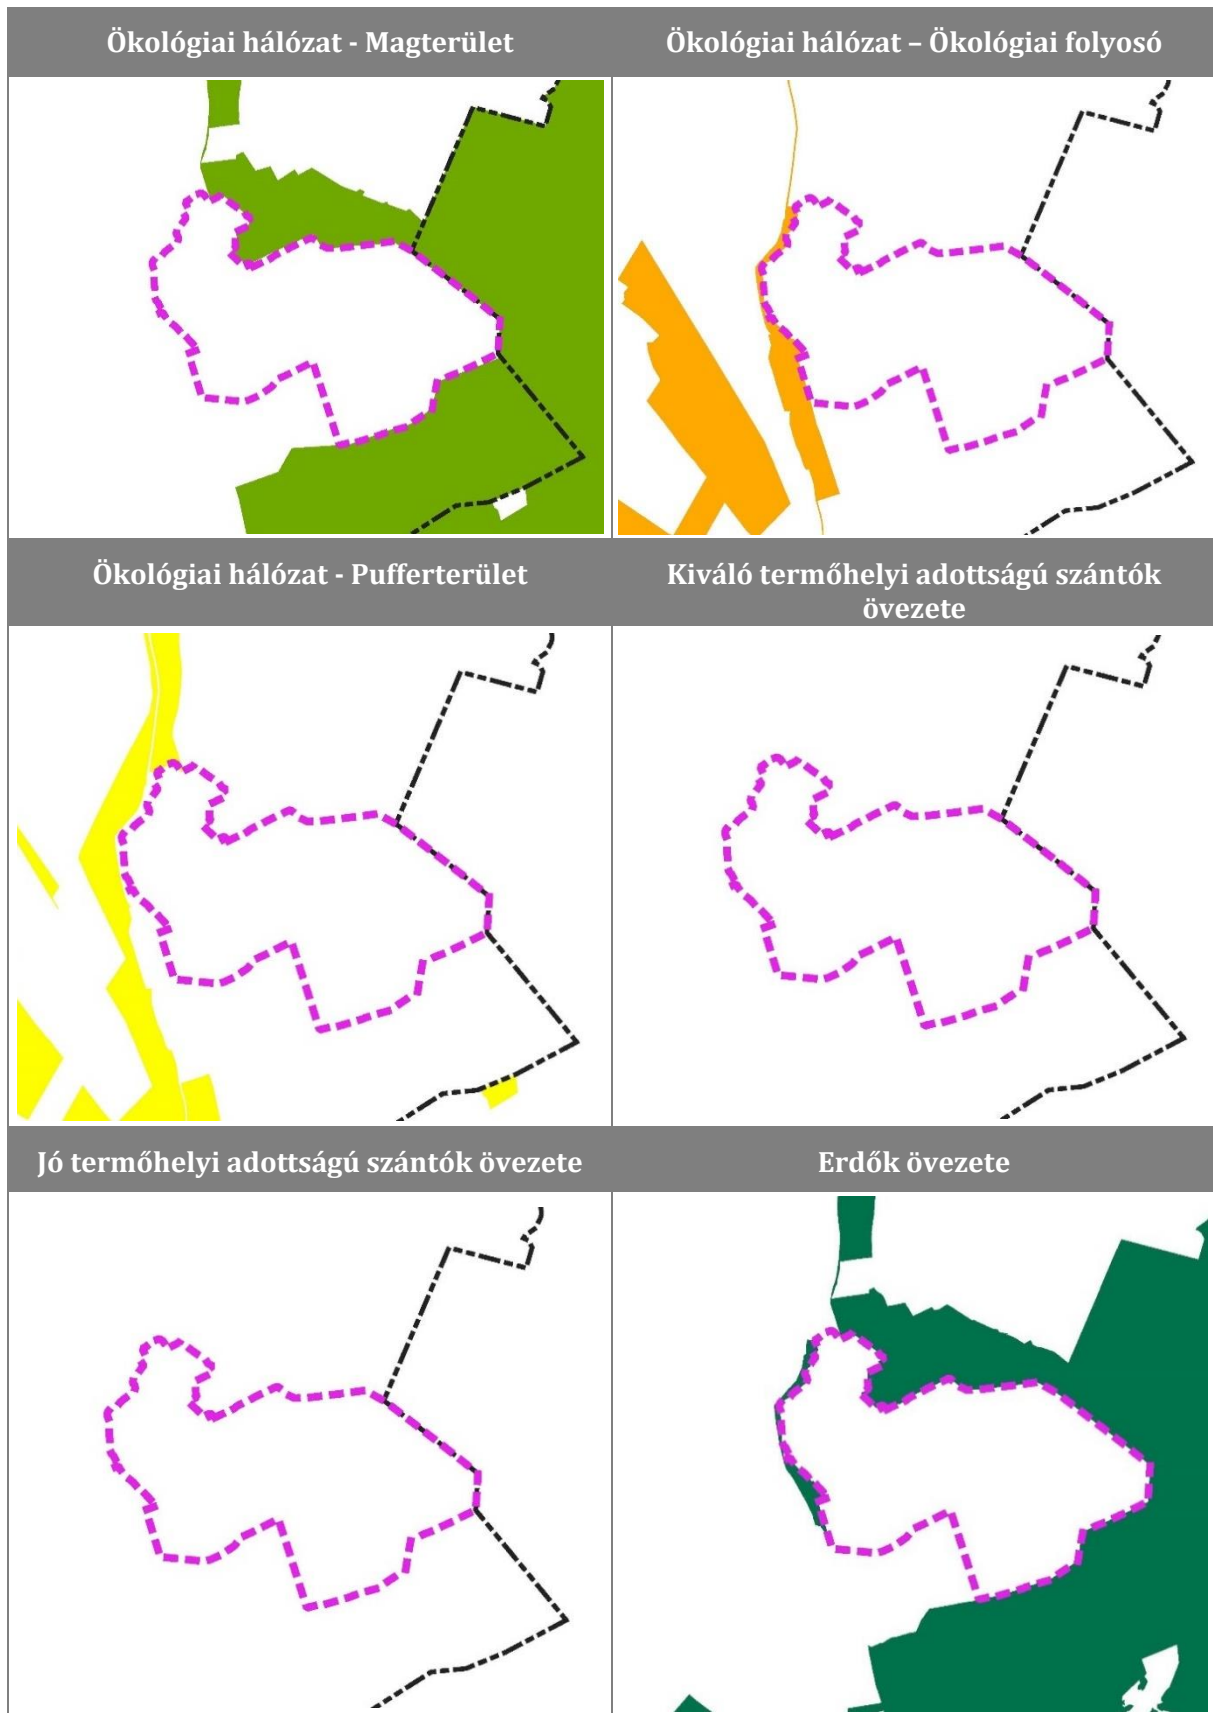 Ökológiai hálózat - Magterület
Ökológiai hálózat – Ökológiai folyosó
Ökológiai hálózat - Pufferterület
Kiváló termőhelyi adottságú szántók
övezete
Jó termőhelyi adottságú szántók övezete
Erdők övezete